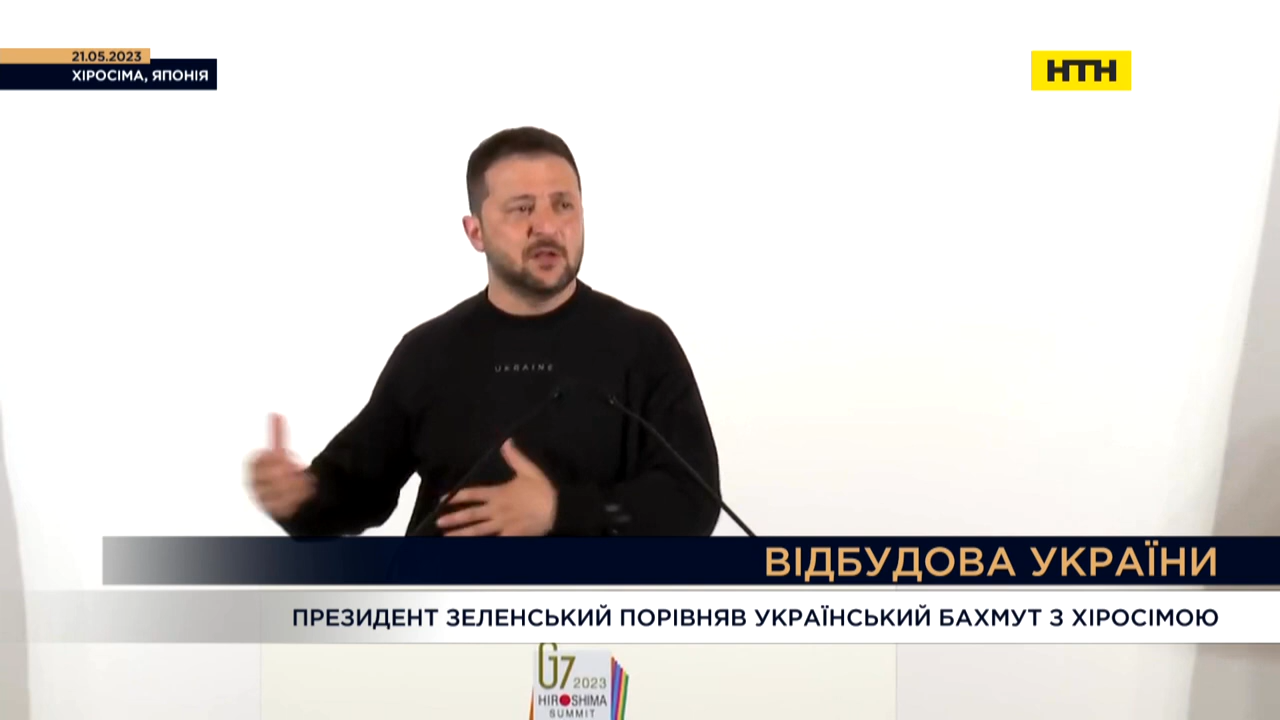 21.05.2023
ХІРОСІМА, ЯПОНІЯ
НТН
UKRAINE
ВІДБУДОВА УКРАЇНИ
ПРЕЗИДЕНТ ЗЕЛЕНСЬКИЙ ПОРІВНЯВ УКРАЇНСЬКИЙ БАХМУТ З ХІРОСІМОЮ
G7
2023
HIROSHIMA
SUMMIT